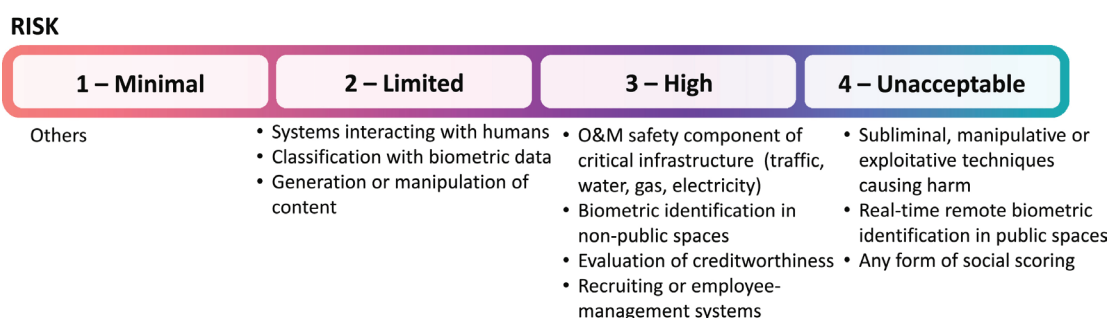 RISK
1 – Minimal
2 – Limited
3 – High
4 – Unacceptable
Others
• Systems interacting with humans
• Classification with biometric data
• Generation or manipulation of
content
• O&M safety component of
critical infrastructure (traffic,
water, gas, electricity)
• Biometric identification in
non-public spaces
• Evaluation of creditworthiness
• Recruiting or employee-
management systems
• Subliminal, manipulative or
exploitative techniques
causing harm
• Real-time remote biometric
identification in public spaces
• Any form of social scoring